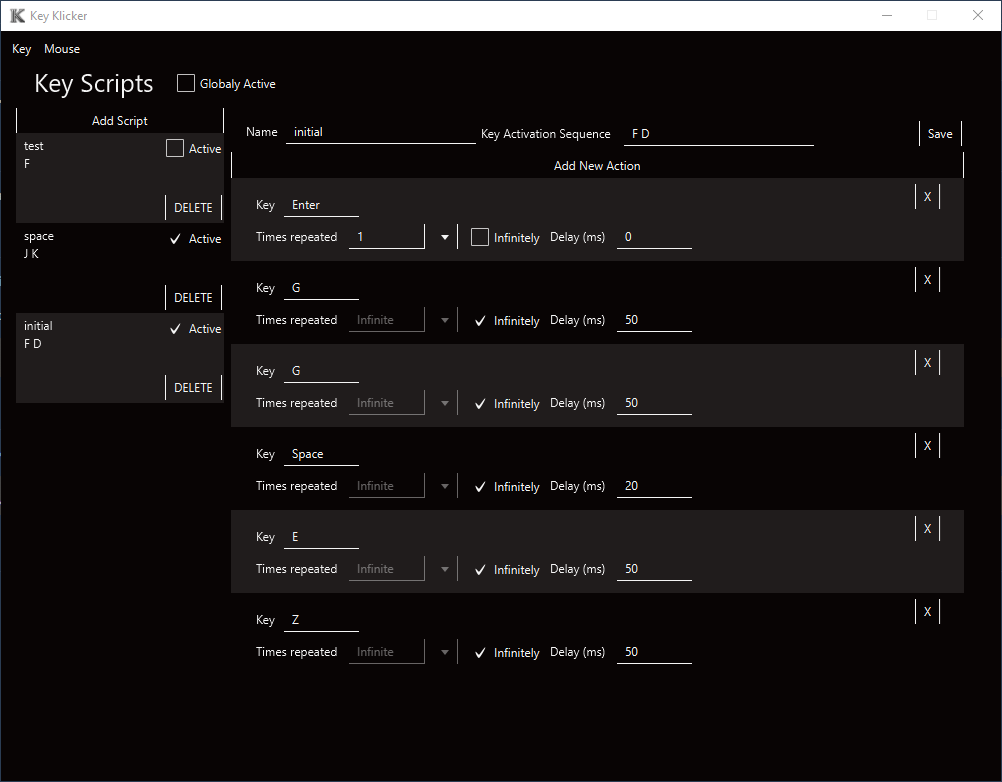 Key Klicker
Key Mouse
Key Scripts Globaly Active
Add Script
test Active
F
DELETE
space Active
J K
DELETE
initial Active
F D
DELETE
Name initial Key Activation Sequence F D Save
Add New Action
Key Enter X
Times repeated 1 Infinitely Delay (ms) 0
Key G X
Times repeated Infinite Infinitely Delay (ms) 50
Key G X
Times repeated Infinite Infinitely Delay (ms) 50
Key Space X
Times repeated Infinite Infinitely Delay (ms) 20
Key E X
Times repeated Infinite Infinitely Delay (ms) 50
Key Z X
Times repeated Infinite Infinitely Delay (ms) 50